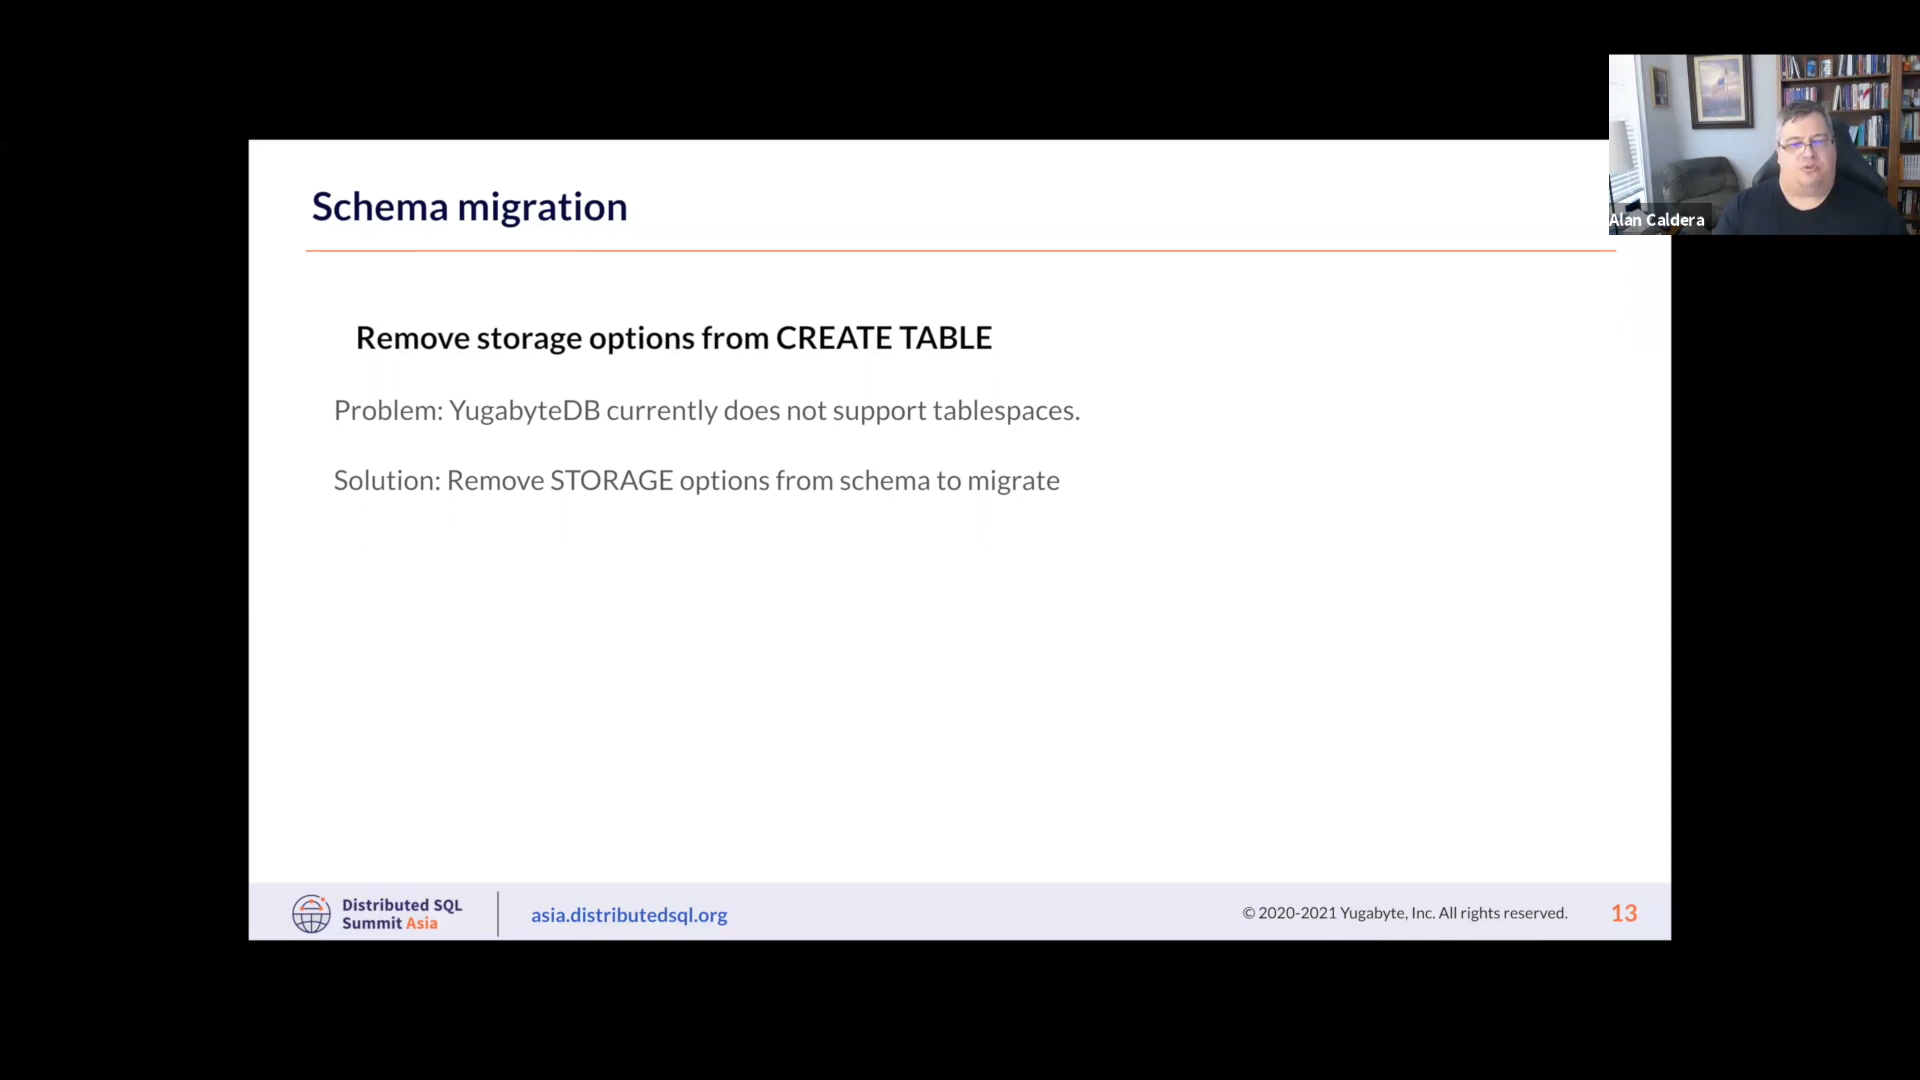 Schema migration
Alan Caldera
Remove storage options from CREATE TABLE
Problem: YugabyteDB currently does not support tablespaces.
Solution: Remove STORAGE options from schema to migrate
Distributed SQL
Summit Asia
asia.distributedsql.org
© 2020-2021 Yugabyte, Inc. All rights reserved.
13